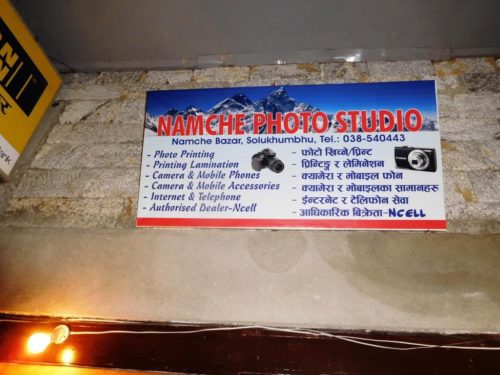 NAMCHE PHOTO STUDIO
Namche Bazar, Solukhumbhu, Tel.: 038-540443
- Photo Printing
- Printing Lamination
- Camera & Mobile Phones
- Camera & Mobile Accessories
- Internet & Telephone
- Authorised Dealer-Ncell
- फोटो खिच्ने/प्रिन्ट
- प्रिन्टिङ्ग र लेमिनेशन
- क्यामेरा र मोबाइल फोन
- क्यामेरा र मोबाइलका सामानहरु
- ईन्टरनेट र टेलिफोन सेवा
- आधिकारिक बिक्रेता-NCELL